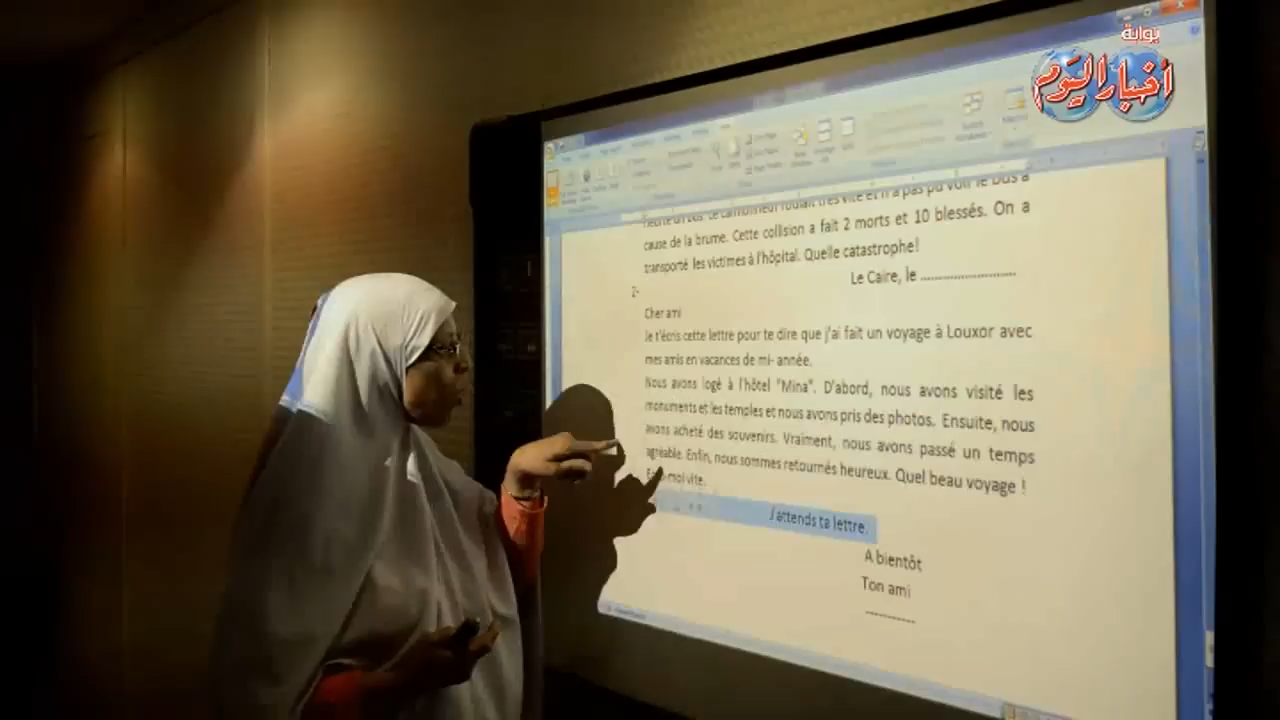 بوابة
أخبار اليوم
cause de la brume. Cette collision a fait 2 morts et 10 blessés. On a
transporté les victimes à l'hôpital. Quelle catastrophe!
Le Caire, le ........................
2-
Cher ami
Je t'écris cette lettre pour te dire que j'ai fait un voyage à Louxor avec
mes amis en vacances de mi- année.
Nous avons logé à l'hôtel "Mina". D'abord, nous avons visité les
monuments et les temples et nous avons pris des photos. Ensuite, nous
avons acheté des souvenirs. Vraiment, nous avons passé un temps
agréable. Enfin, nous sommes retournés heureux. Quel beau voyage !
moi vite.
J'attends ta lettre.
A bientôt
Ton ami